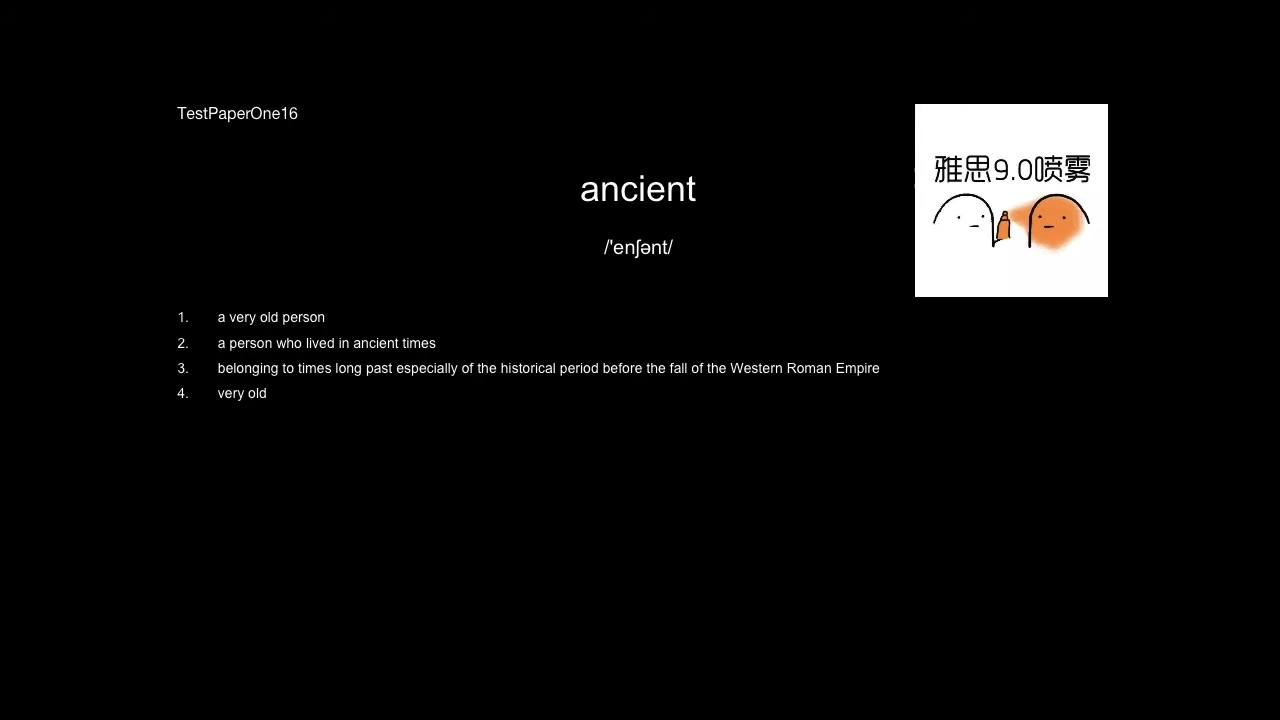 TestPaperOne16
雅思9.0喷雾
ancient
/'enʃənt/
1. a very old person
2. a person who lived in ancient times
3. belonging to times long past especially of the historical period before the fall of the Western Roman Empire
4. very old